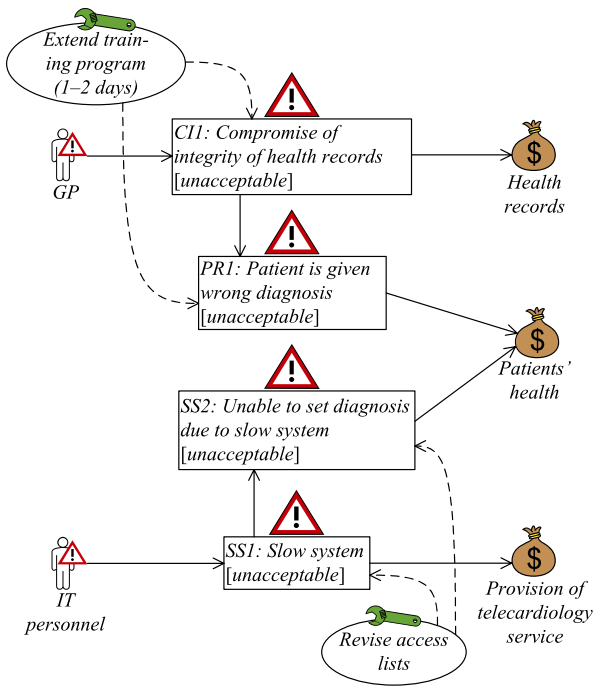 Extend train-
ing program
(1–2 days)
GP
CI1: Compromise of
integrity of health records
[unacceptable]
$
Health
records
PR1: Patient is given
wrong diagnosis
[unacceptable]
$
Patients’
health
SS2: Unable to set diagnosis
due to slow system
[unacceptable]
IT
personnel
SS1: Slow system
[unacceptable]
$
Provision of
telecardiology
service
Revise access
lists